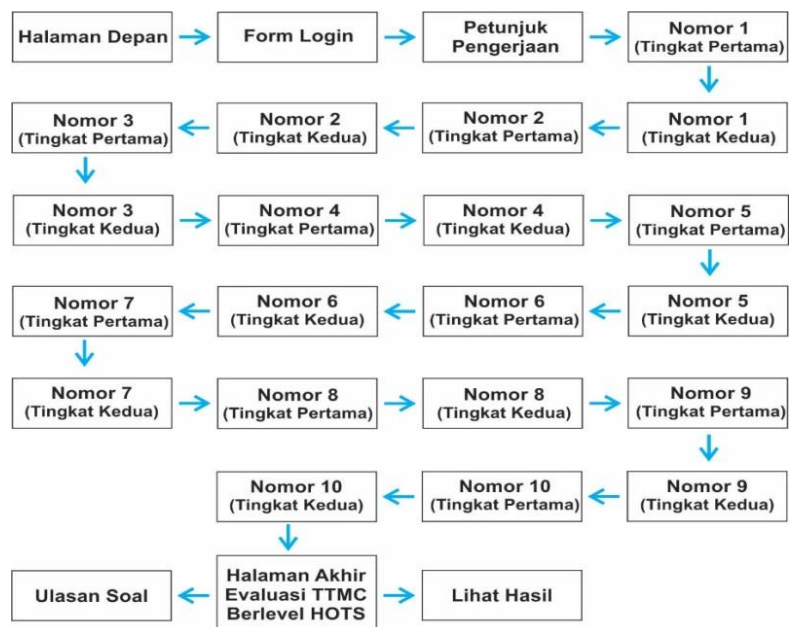 Halaman Depan
Form Login
Petunjuk
Pengerjaan
Nomor 1
(Tingkat Pertama)
Nomor 1
(Tingkat Kedua)
Nomor 2
(Tingkat Pertama)
Nomor 2
(Tingkat Kedua)
Nomor 3
(Tingkat Pertama)
Nomor 3
(Tingkat Kedua)
Nomor 4
(Tingkat Pertama)
Nomor 4
(Tingkat Kedua)
Nomor 5
(Tingkat Pertama)
Nomor 5
(Tingkat Kedua)
Nomor 6
(Tingkat Pertama)
Nomor 6
(Tingkat Kedua)
Nomor 7
(Tingkat Pertama)
Nomor 7
(Tingkat Kedua)
Nomor 8
(Tingkat Pertama)
Nomor 8
(Tingkat Kedua)
Nomor 9
(Tingkat Pertama)
Nomor 9
(Tingkat Kedua)
Nomor 10
(Tingkat Pertama)
Nomor 10
(Tingkat Kedua)
Halaman Akhir
Evaluasi TTMC
Berlevel HOTS
Ulasan Soal
Lihat Hasil